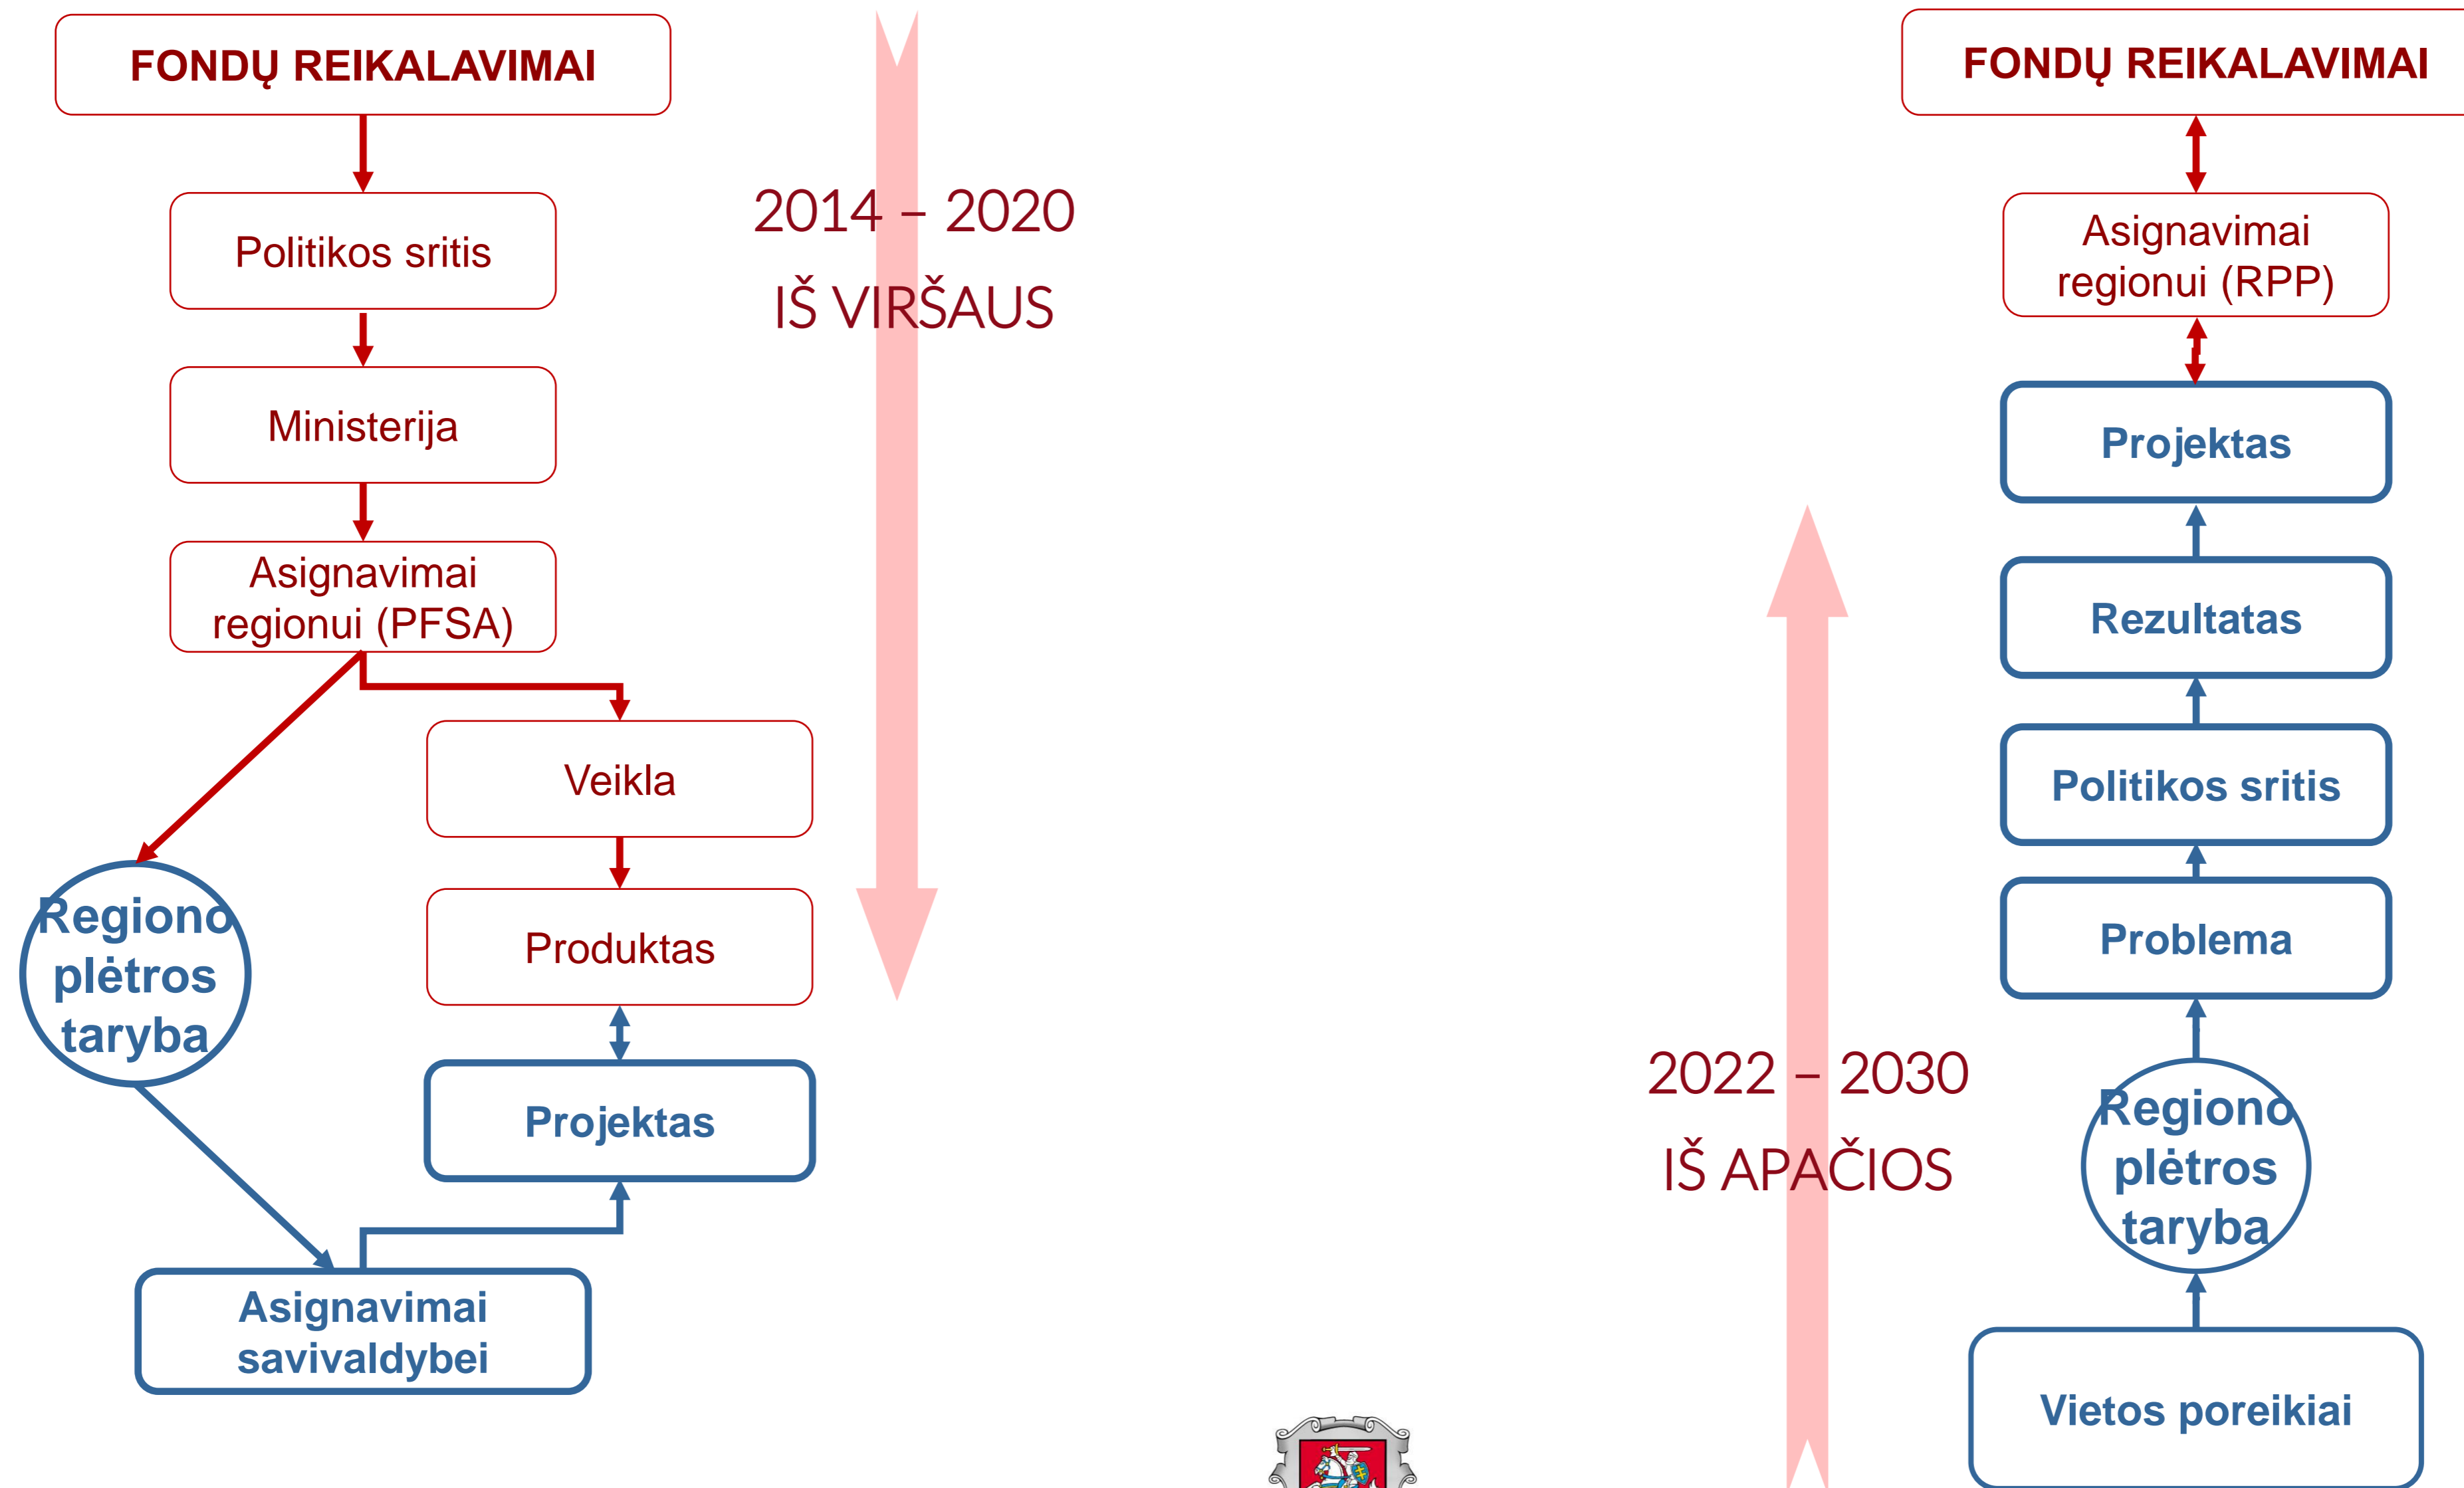 FONDŲ REIKALAVIMAI
Politikos sritis
Ministerija
Asignavimai
regionui (PFSA)
Veikla
Produktas
Regiono
plėtros
taryba
Projektas
Asignavimai
savivaldybei
2014 – 2020
IŠ VIRŠAUS
2022 – 2030
IŠ APAČIOS
FONDŲ REIKALAVIMAI
Asignavimai
regionui (RPP)
Projektas
Rezultatas
Politikos sritis
Problema
Regiono
plėtros
taryba
Vietos poreikiai